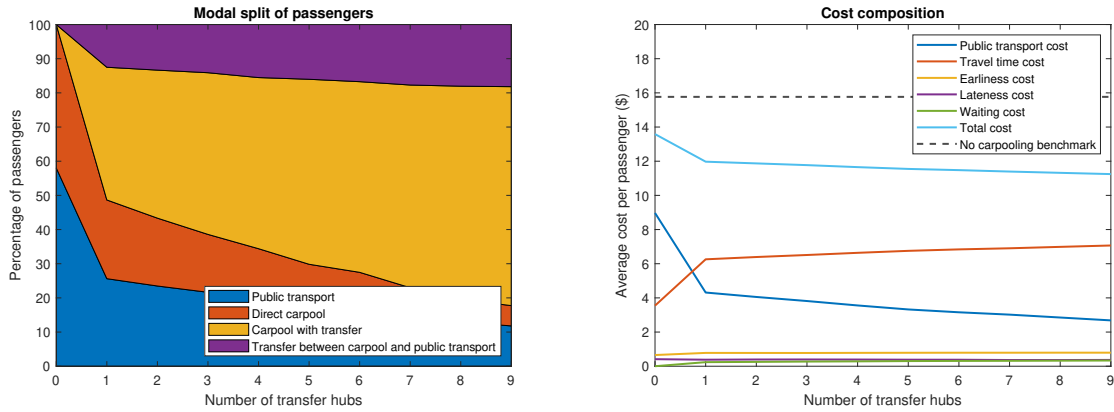 Modal split of passengers
100
90
80
70
60
50
40
30
20
10
0
Percentage of passengers
Public transport
Direct carpool
Carpool with transfer
Transfer between carpool and public transport
0 1 2 3 4 5 6 7 8 9
Number of transfer hubs
Cost composition
20
18
16
14
12
10
8
6
4
2
0
Average cost per passenger ($)
Public transport cost
Travel time cost
Earliness cost
Lateness cost
Waiting cost
Total cost
No carpooling benchmark
0 1 2 3 4 5 6 7 8 9
Number of transfer hubs